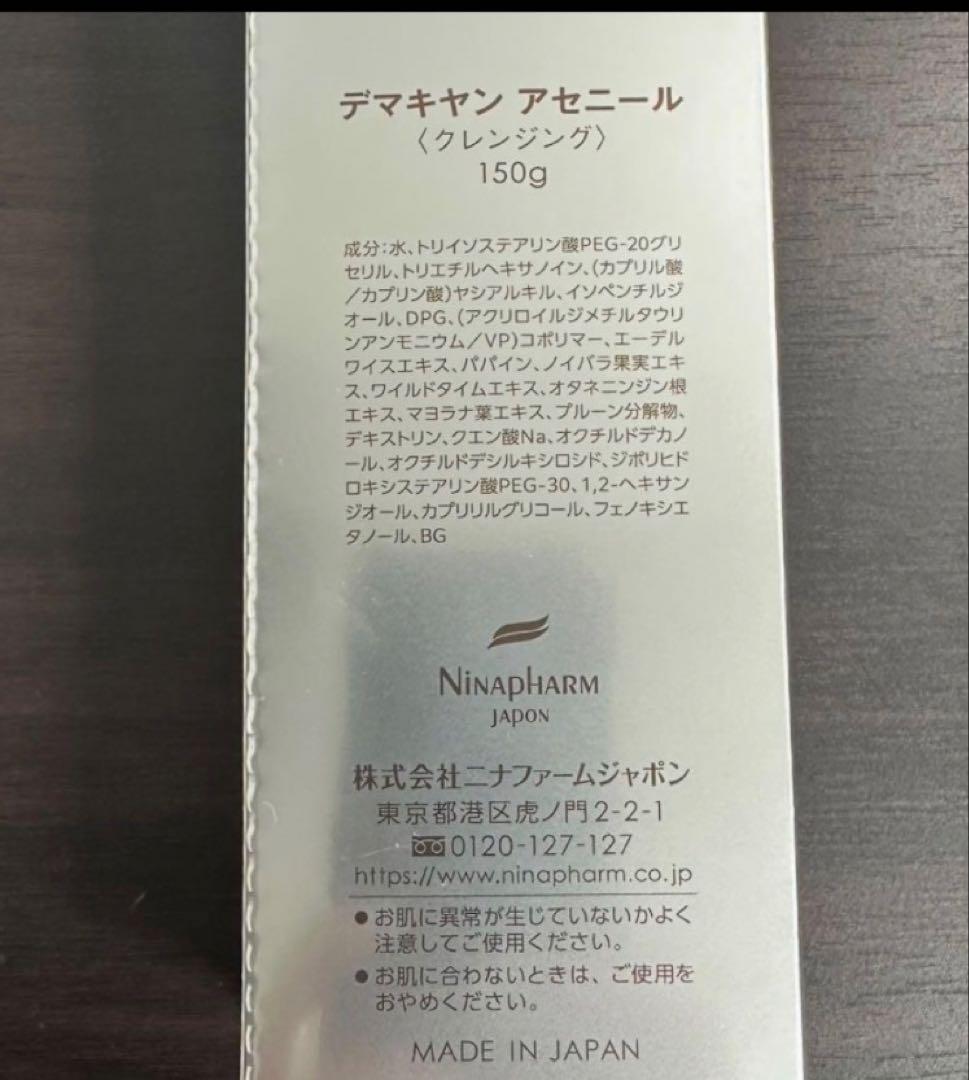 デマキヤン アセニール
〈クレンジング〉
150g
成分:水、トリイソステアリン酸PEG-20グリ
セリル、トリエチルヘキサノイン、(カプリル酸
/カプリン酸)ヤシアルキル、イソペンチルジ
オール、DPG、(アクリロイルジメチルタウリ
ンアンモニウム/VP)コポリマー、エーデル
ワイスエキス、パパイン、ノイバラ果実エキ
ス、ワイルドタイムエキス、オタネニンジン根
エキス、マヨラナ葉エキス、プルーン分解物、
デキストリン、クエン酸Na、オクチルドデカノ
ール、オクチルドデシルキシロシド、ジポリヒド
ロキシステアリン酸PEG-30、1,2-ヘキサン
ジオール、カプリリルグリコール、フェノキシエ
タノール、BG
NINAPHARM
JAPON
株式会社ニナファームジャポン
東京都港区虎ノ門2-2-1
0120-127-127
https://www.ninapharm.co.jp
●お肌に異常が生じていないかよく
注意してご使用ください。
●お肌に合わないときは、ご使用を
おやめください。
MADE IN JAPAN